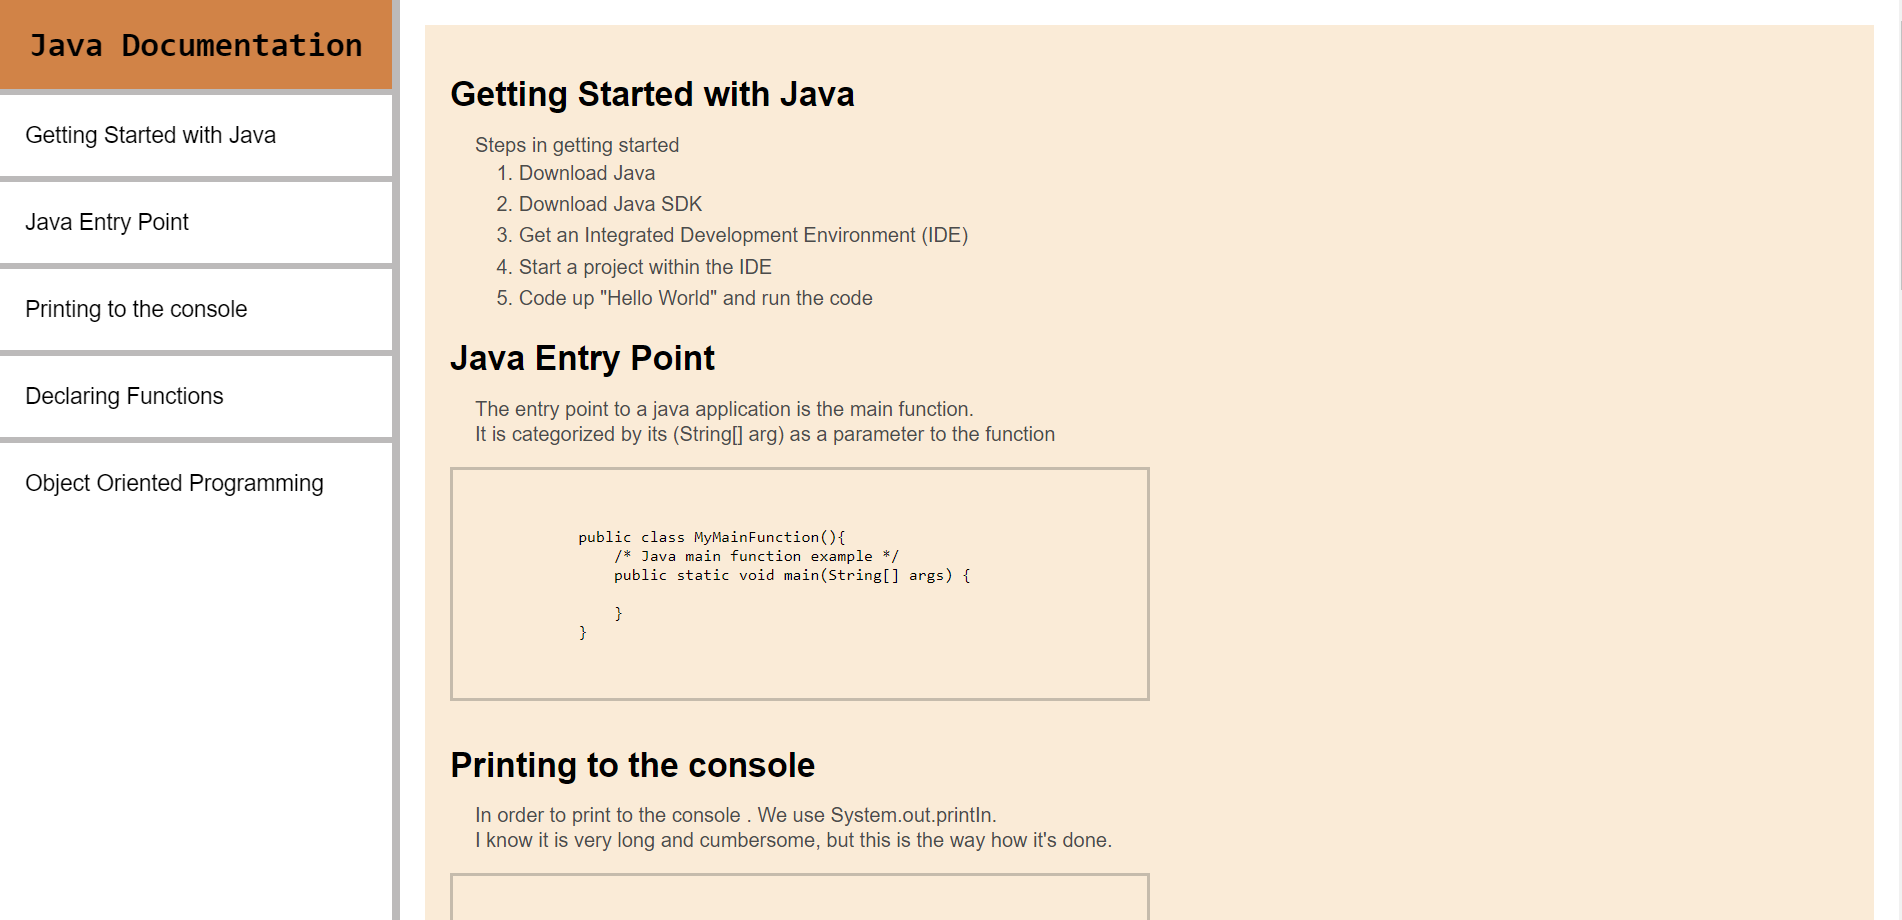 Java Documentation
Getting Started with Java
Java Entry Point
Printing to the console
Declaring Functions
Object Oriented Programming
Getting Started with Java
Steps in getting started
1. Download Java
2. Download Java SDK
3. Get an Integrated Development Environment (IDE)
4. Start a project within the IDE
5. Code up "Hello World" and run the code
Java Entry Point
The entry point to a java application is the main function.
It is categorized by its (String[] arg) as a parameter to the function
public class MyMainFunction(){
    /* Java main function example */
    public static void main(String[] args) {
    }
}
Printing to the console
In order to print to the console . We use System.out.printIn.
I know it is very long and cumbersome, but this is the way how it's done.